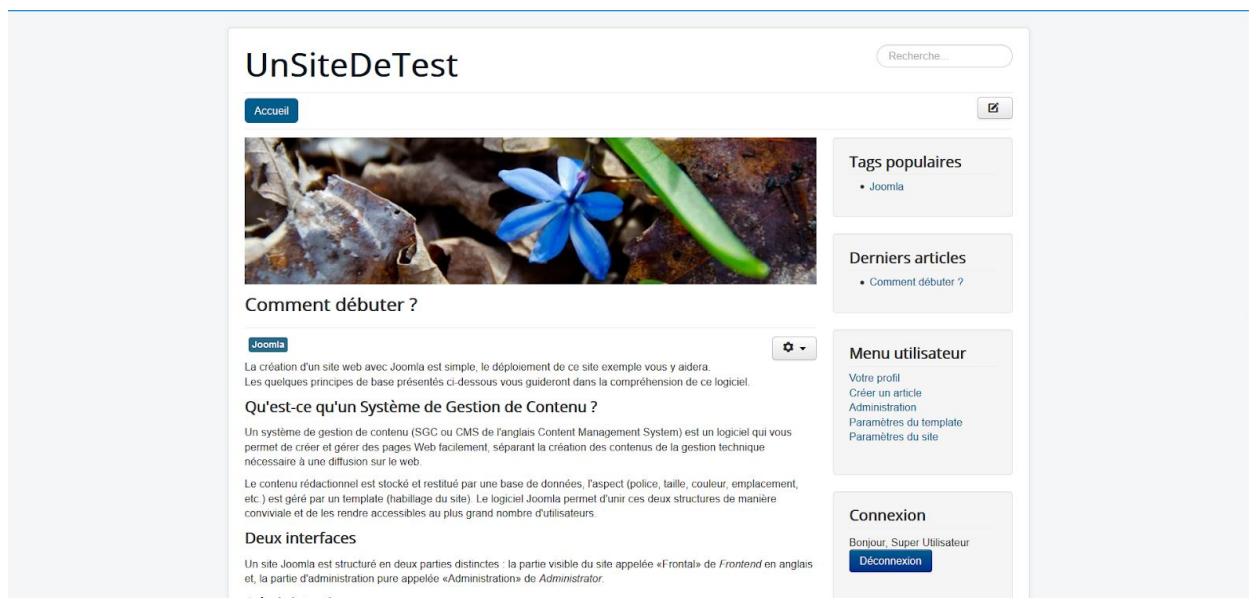 UnSiteDeTest
Recherche...
Accueil
Comment débuter ?
Joomla
La création d'un site web avec Joomla est simple, le déploiement de ce site exemple vous y aidera.
Les quelques principes de base présentés ci-dessous vous guideront dans la compréhension de ce logiciel.
Qu'est-ce qu'un Système de Gestion de Contenu ?
Un système de gestion de contenu (SGC ou CMS de l'anglais Content Management System) est un logiciel qui vous
permet de créer et gérer des pages Web facilement, séparant la création des contenus de la gestion technique
nécessaire à une diffusion sur le web.
Le contenu rédactionnel est stocké et restitué par une base de données, l'aspect (police, taille, couleur, emplacement,
etc.) est géré par un template (habillage du site). Le logiciel Joomla permet d'unir ces deux structures de manière
conviviale et de les rendre accessibles au plus grand nombre d'utilisateurs.
Deux interfaces
Un site Joomla est structuré en deux parties distinctes : la partie visible du site appelée «Frontal» de Frontend en anglais
et, la partie d'administration pure appelée «Administration» de Administrator.
Tags populaires
• Joomla
Derniers articles
• Comment débuter ?
Menu utilisateur
Votre profil
Créer un article
Administration
Paramètres du template
Paramètres du site
Connexion
Bonjour, Super Utilisateur
Déconnexion